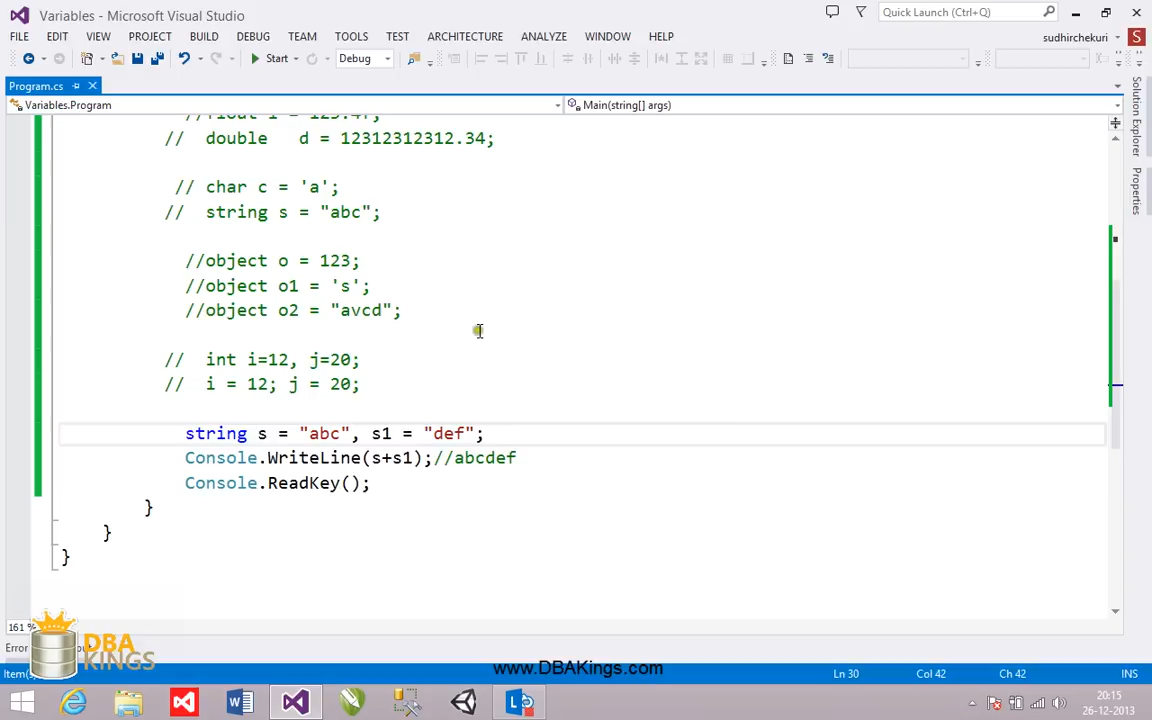 Variables - Microsoft Visual Studio
Quick Launch (Ctrl+Q)
FILE EDIT VIEW PROJECT BUILD DEBUG TEAM TOOLS TEST ARCHITECTURE ANALYZE WINDOW HELP
sudhirchekuri S
Start Debug
Program.cs
Variables.Program
Main(string[] args)
Solution Explorer
Properties
// double d = 12312312312.34;
// char c = 'a';
// string s = "abc";
//object o = 123;
//object o1 = 's';
//object o2 = "avcd";
// int i=12, j=20;
// i = 12; j = 20;
string s = "abc", s1 = "def";
Console.WriteLine(s+s1);//abcdef
Console.ReadKey();
}
}
}
161 %
DBA
KINGS
www.DBAKings.com
Ln 30 Col 42 Ch 42 INS
20:15
26-12-2013